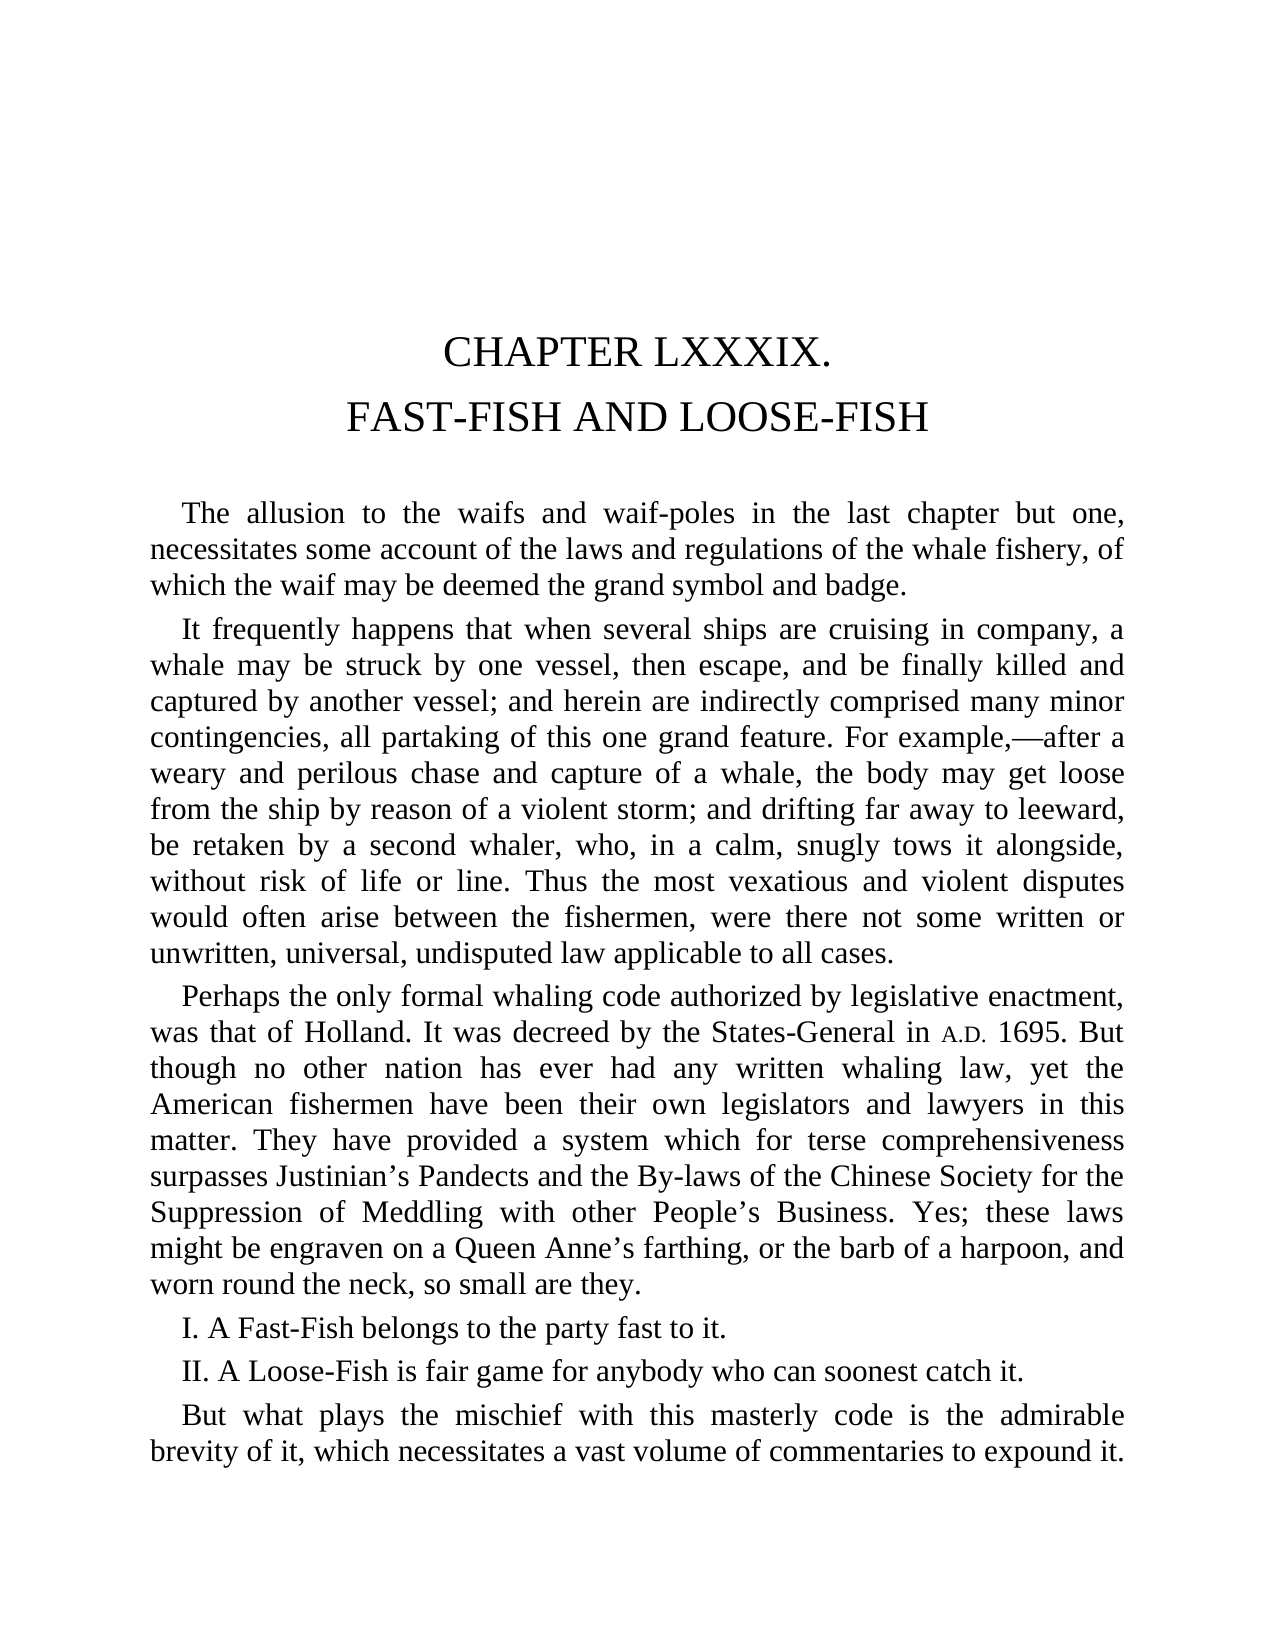 CHAPTER LXXXIX.
FAST-FISH AND LOOSE-FISH
The allusion to the waifs and waif-poles in the last chapter but one,
necessitates some account of the laws and regulations of the whale fishery, of
which the waif may be deemed the grand symbol and badge.
It frequently happens that when several ships are cruising in company, a
whale may be struck by one vessel, then escape, and be finally killed and
captured by another vessel; and herein are indirectly comprised many minor
contingencies, all partaking of this one grand feature. For example,—after a
weary and perilous chase and capture of a whale, the body may get loose
from the ship by reason of a violent storm; and drifting far away to leeward,
be retaken by a second whaler, who, in a calm, snugly tows it alongside,
without risk of life or line. Thus the most vexatious and violent disputes
would often arise between the fishermen, were there not some written or
unwritten, universal, undisputed law applicable to all cases.
Perhaps the only formal whaling code authorized by legislative enactment,
was that of Holland. It was decreed by the States-General in A.D. 1695. But
though no other nation has ever had any written whaling law, yet the
American fishermen have been their own legislators and lawyers in this
matter. They have provided a system which for terse comprehensiveness
surpasses Justinian’s Pandects and the By-laws of the Chinese Society for the
Suppression of Meddling with other People’s Business. Yes; these laws
might be engraven on a Queen Anne’s farthing, or the barb of a harpoon, and
worn round the neck, so small are they.
I. A Fast-Fish belongs to the party fast to it.
II. A Loose-Fish is fair game for anybody who can soonest catch it.
But what plays the mischief with this masterly code is the admirable
brevity of it, which necessitates a vast volume of commentaries to expound it.